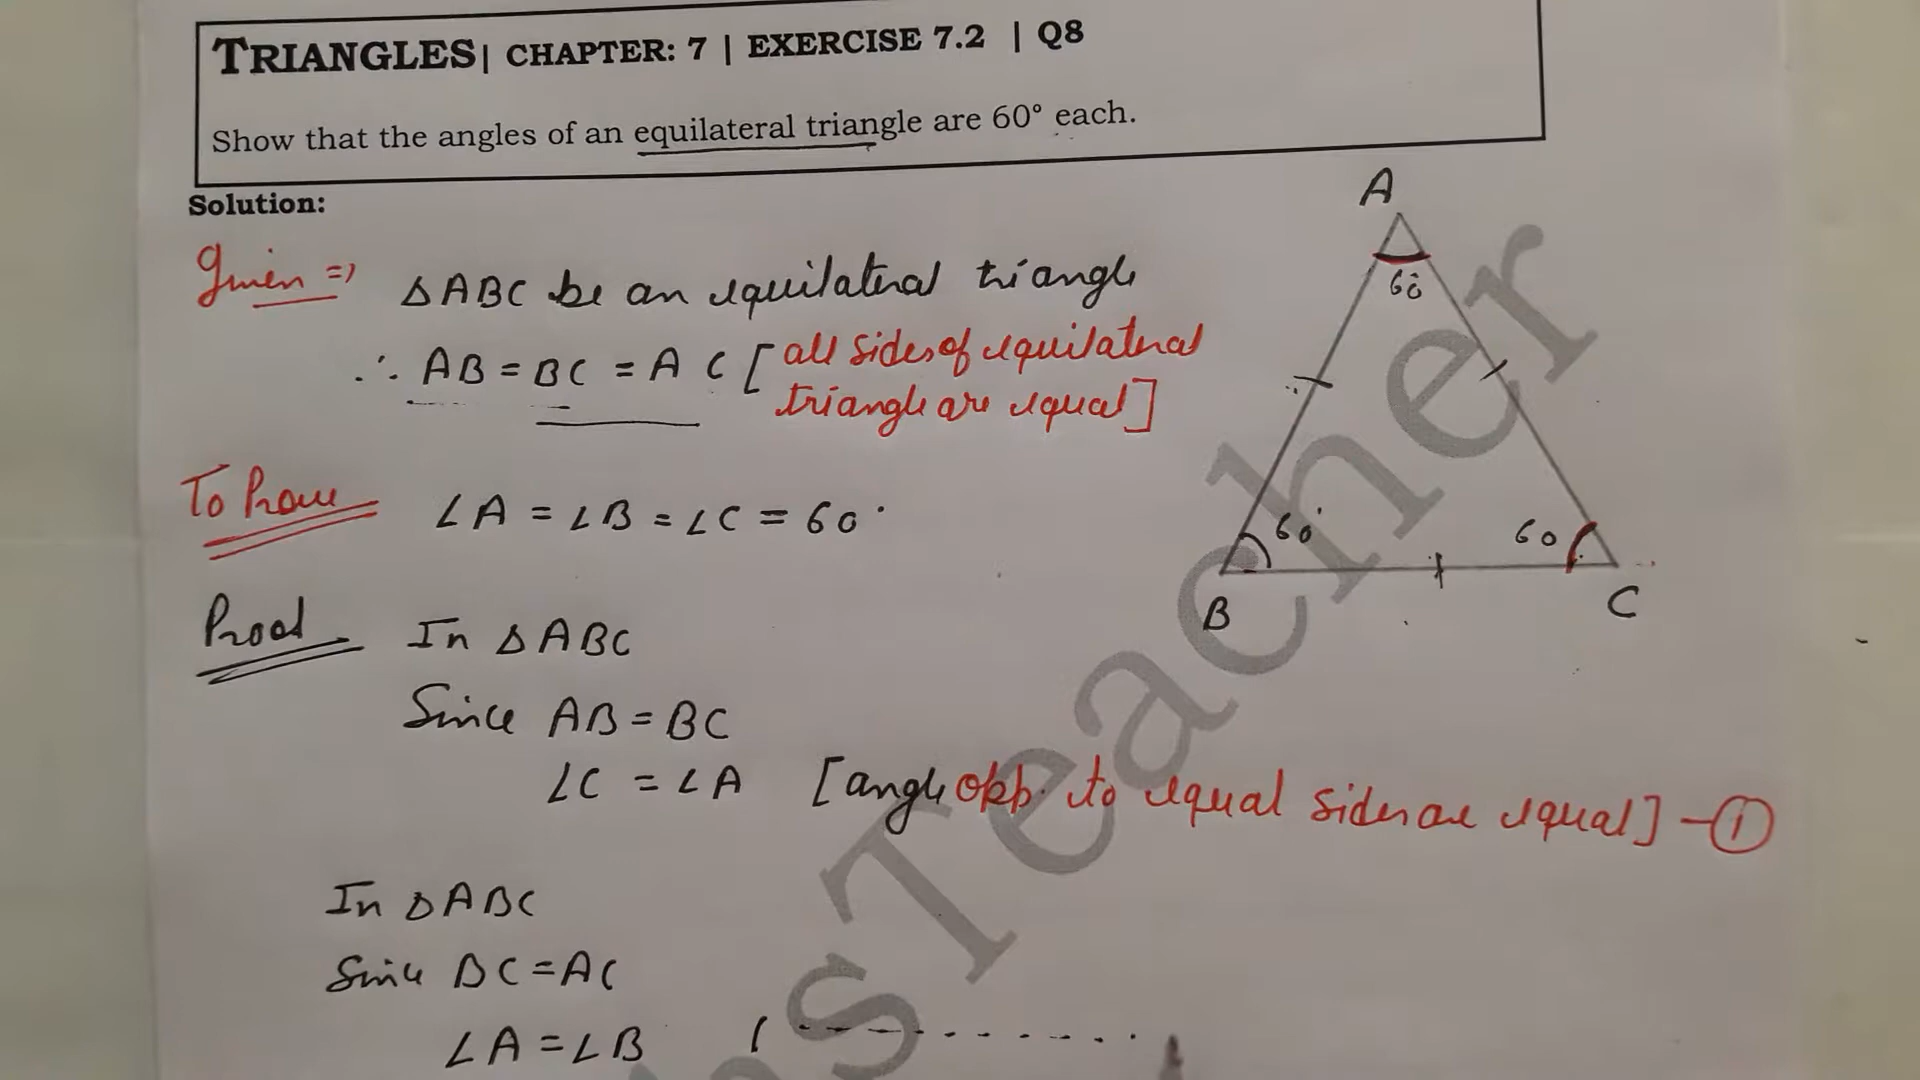 TRIANGLES| CHAPTER: 7 | EXERCISE 7.2 | Q8
Show that the angles of an equilateral triangle are 60° each.
Solution:
Given => ΔABC be an equilateral triangle
∴ AB = BC = AC [all sides of equilateral
triangle are equal]
To Prove ∠A = ∠B = ∠C = 60°
Proof In ΔABC
Since AB = BC
∠C = ∠A [angle opp. to equal sides are equal] - ①
In ΔABC
Since BC = AC
∠A = ∠B
A
60°
60°
60
B
C
sTeacher